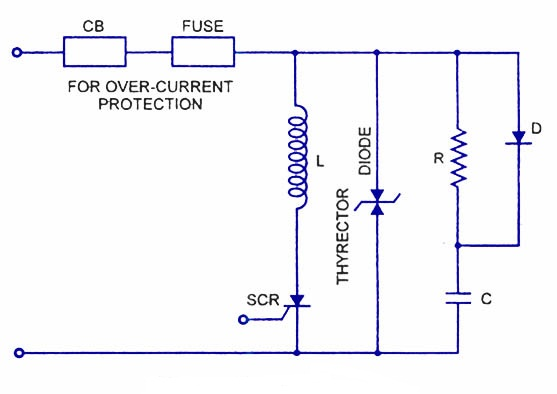 CB
FUSE
FOR OVER-CURRENT
PROTECTION
L
THYRECTOR
DIODE
R
D
SCR
C